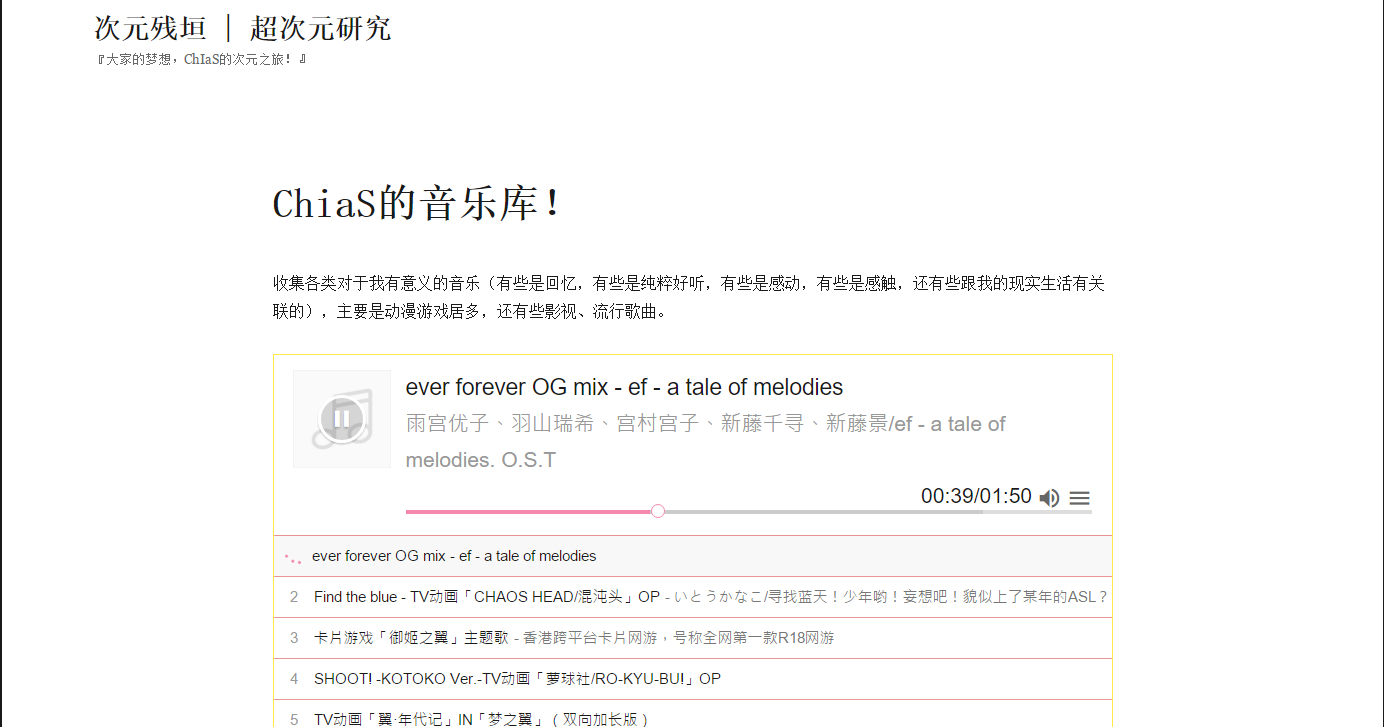 次元残垣 | 超次元研究
『大家的梦想，ChIaS的次元之旅！』
ChiaS的音乐库！
收集各类对于我有意义的音乐（有些是回忆，有些是纯粹好听，有些是感动，有些是感触，还有些跟我的现实生活有关
联的），主要是动漫游戏居多，还有些影视、流行歌曲。
ever forever OG mix - ef - a tale of melodies
雨宫优子、羽山瑞希、宫村宫子、新藤千寻、新藤景/ef - a tale of
melodies. O.S.T
00:39/01:50
ever forever OG mix - ef - a tale of melodies
2 Find the blue - TV动画「CHAOS HEAD/混沌头」OP - いとうかなこ/寻找蓝天！少年哟！妄想吧！貌似上了某年的ASL？
3 卡片游戏「御姬之翼」主题歌 - 香港跨平台卡片网游，号称全网第一款R18网游
4 SHOOT! -KOTOKO Ver.-TV动画「萝球社/RO-KYU-BU!」OP
5 TV动画「翼·年代记」IN「梦之翼」（双向加长版）